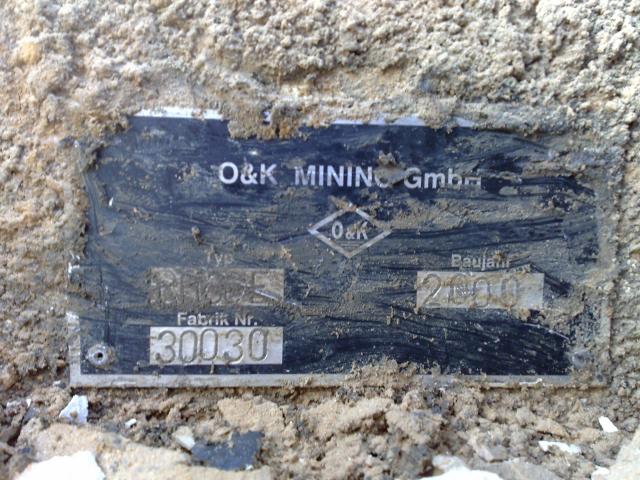 O&K MINING GmbH
O&K
Typ
Baujahr
2000
Fabrik Nr.
30030